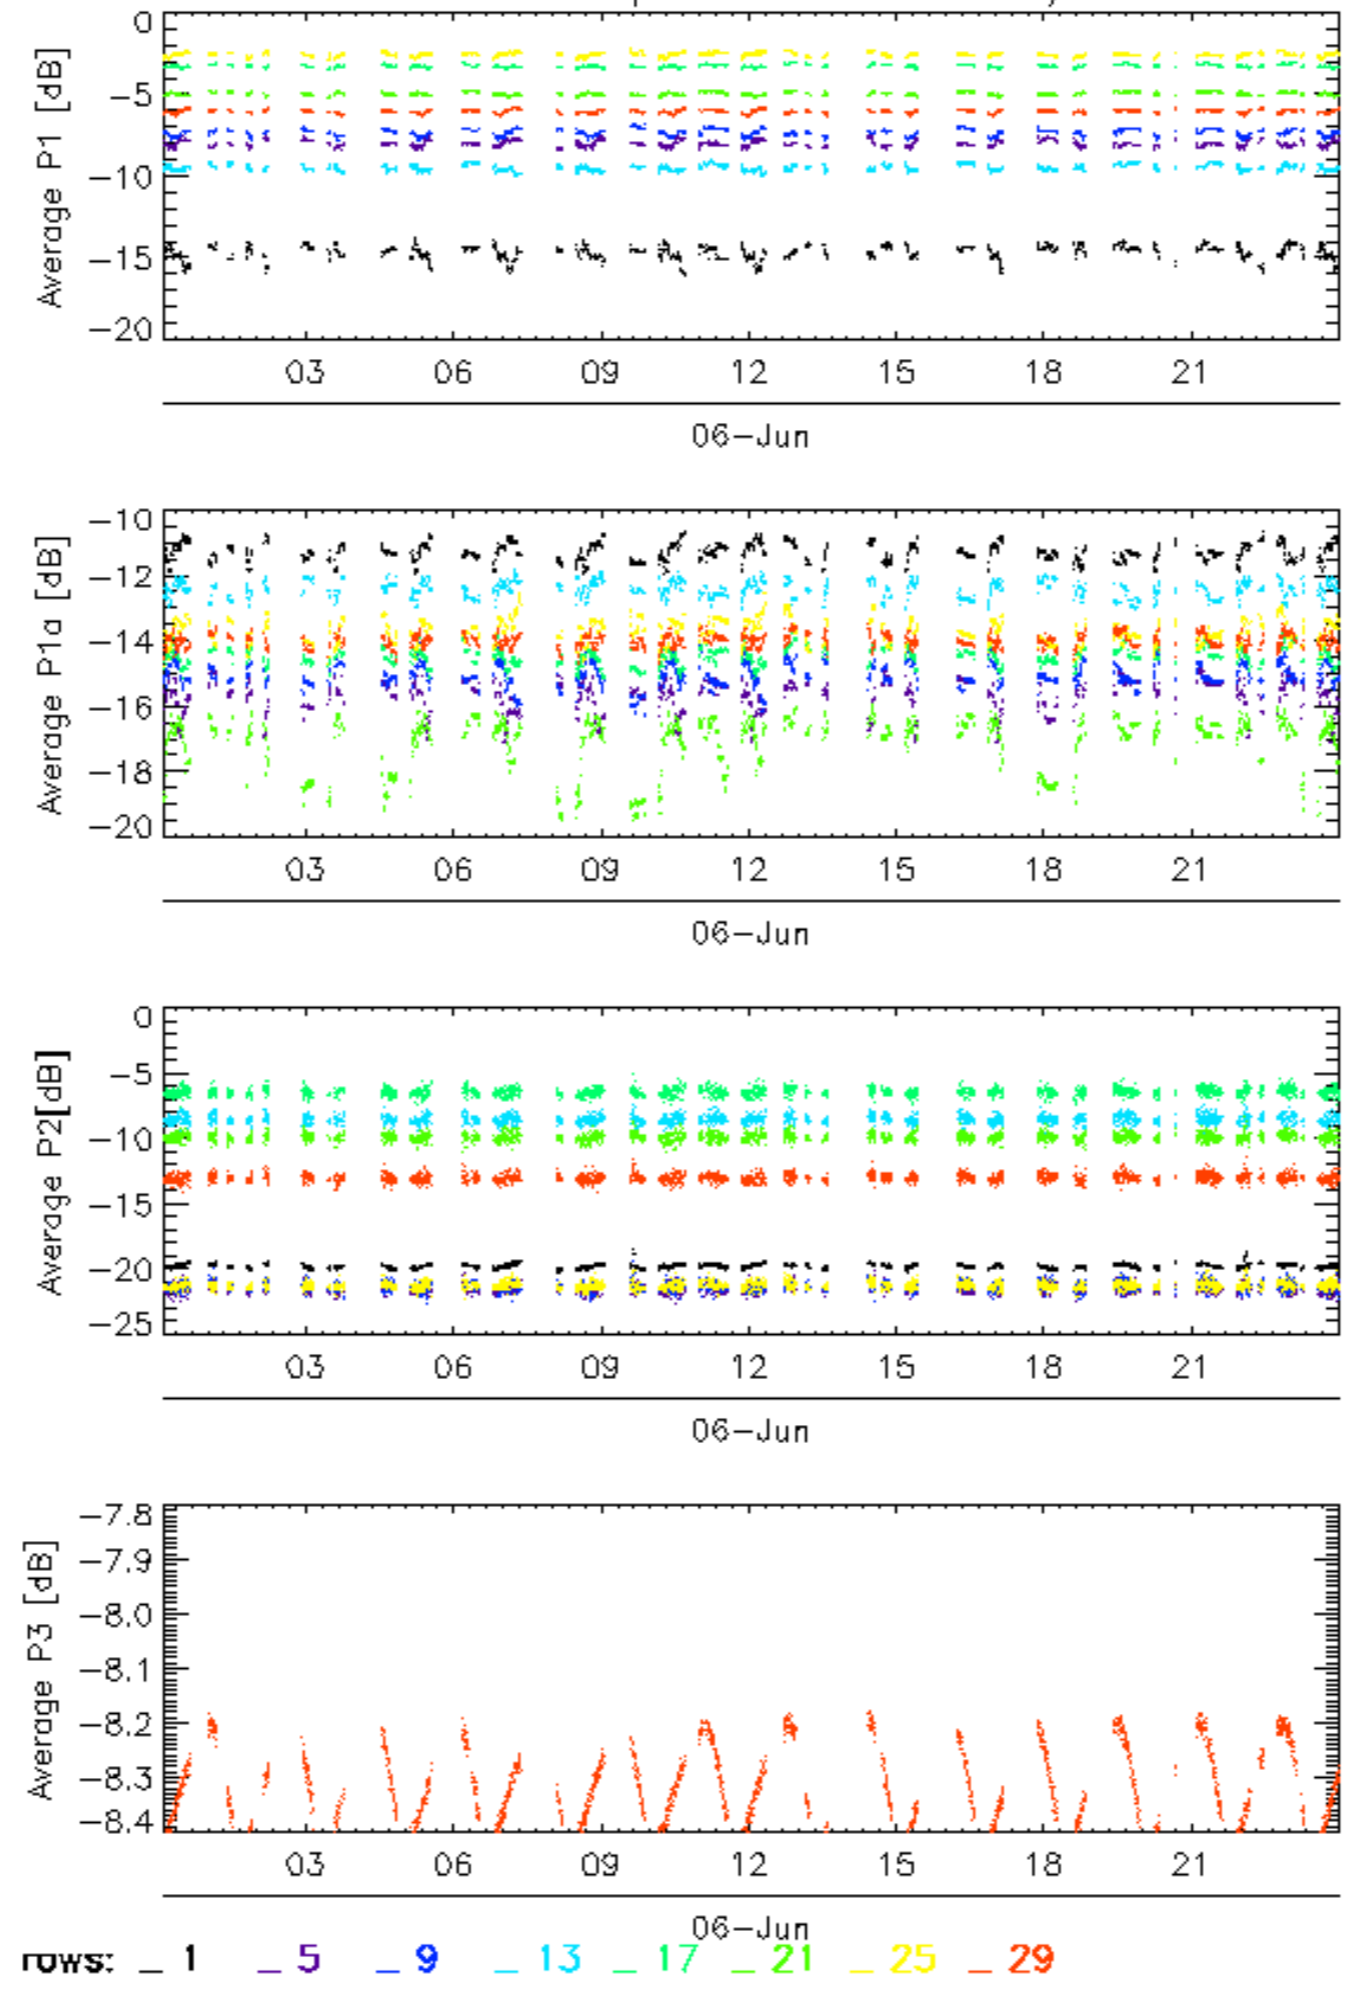 0
−5
−10
−15
−20
Average P1 [dB]
03 06 09 12 15 18 21
06−Jun
−10
−12
−14
−16
−18
−20
Average P1a [dB]
03 06 09 12 15 18 21
06−Jun
0
−5
−10
−15
−20
−25
Average P2[dB]
03 06 09 12 15 18 21
06−Jun
−7.8
−7.9
−8.0
−8.1
−8.2
−8.3
−8.4
Average P3 [dB]
03 06 09 12 15 18 21
06−Jun
rows: _ 1 _ 5 _ 9 _ 13 _ 17 _ 21 _ 25 _ 29